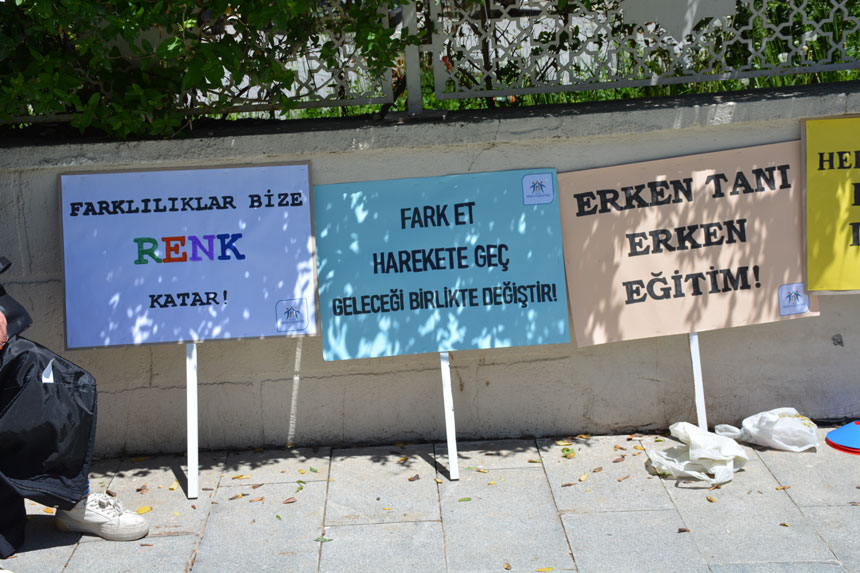 FARKLILIKLAR BİZE
RENK
KATAR!
FARK ET
HAREKETE GEÇ
GELECEĞİ BİRLİKTE DEĞİŞTİR!
ERKEN TANI
ERKEN
EĞİTİM!